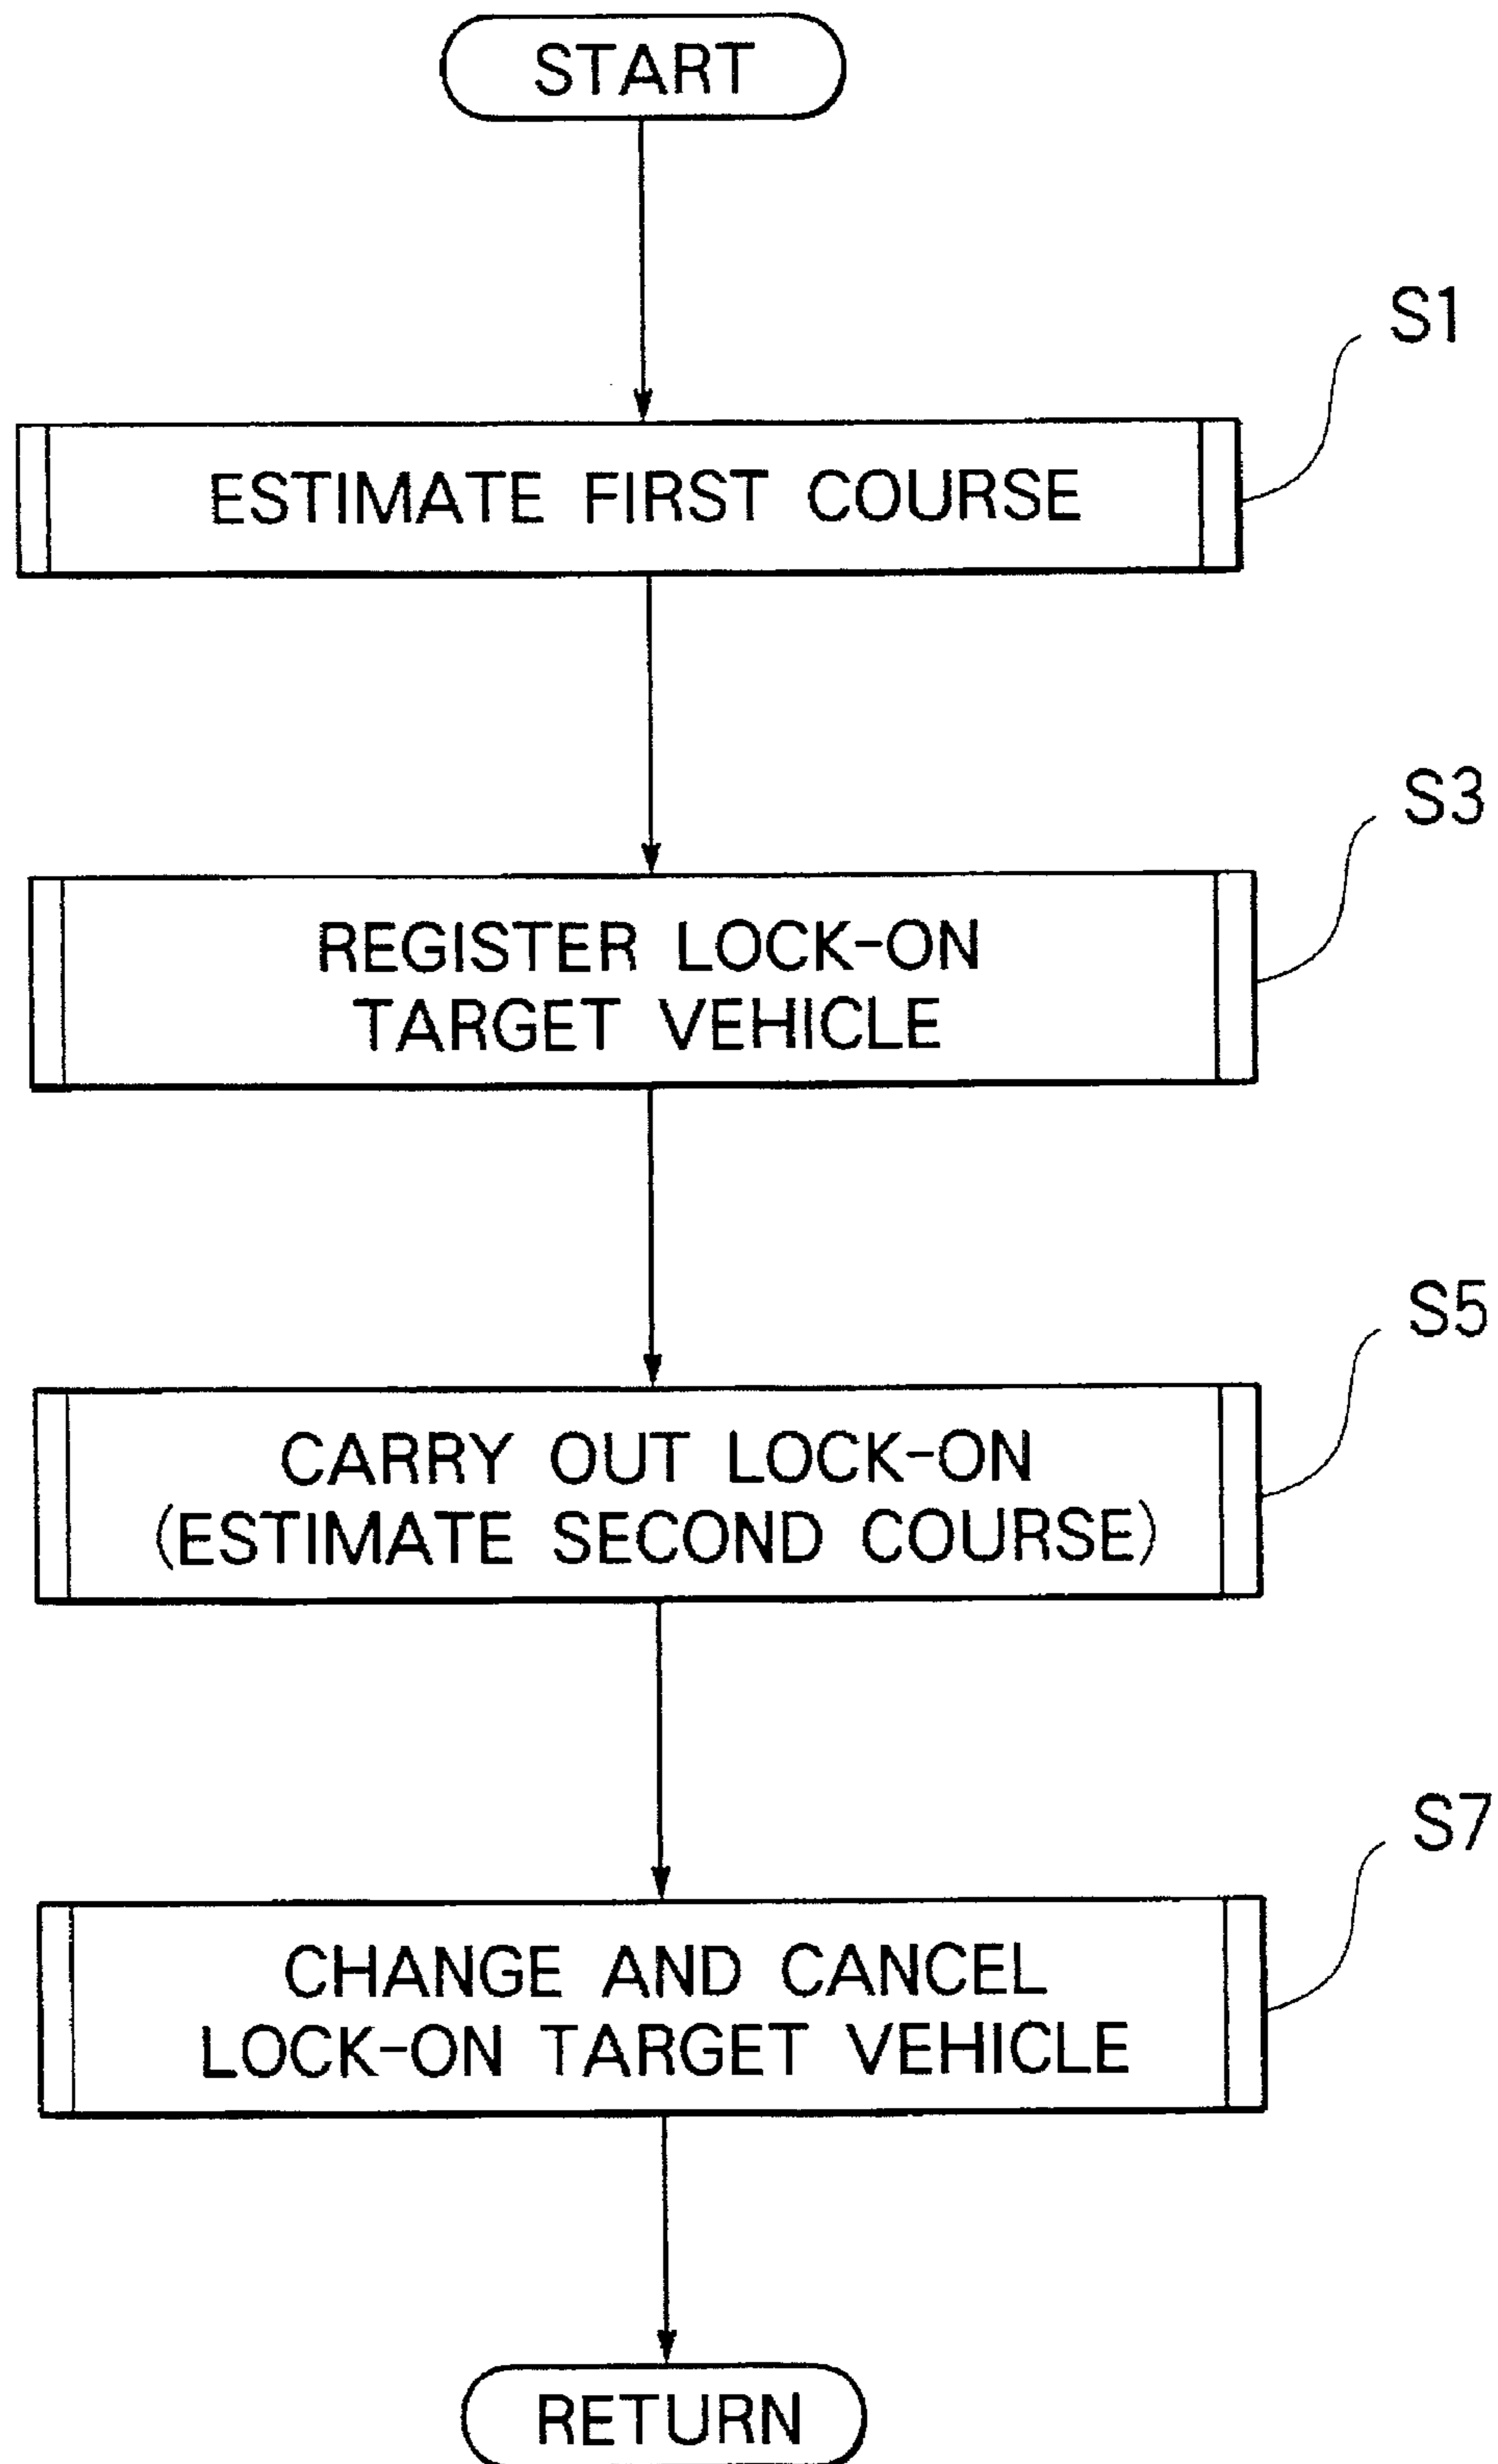 START
S1
ESTIMATE FIRST COURSE
S3
REGISTER LOCK-ON
TARGET VEHICLE
S5
CARRY OUT LOCK-ON
(ESTIMATE SECOND COURSE)
S7
CHANGE AND CANCEL
LOCK-ON TARGET VEHICLE
RETURN